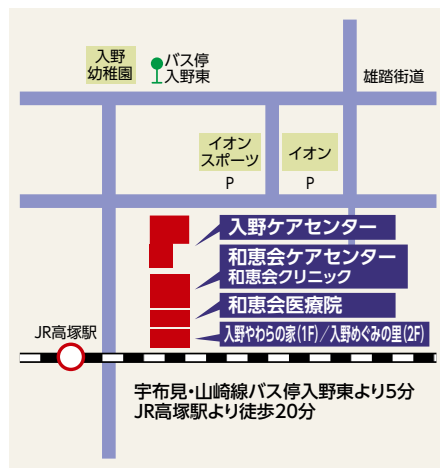 入野
幼稚園
バス停
入野東
雄踏街道
イオン
スポーツ
イオン
P
P
入野ケアセンター
和恵会ケアセンター
和恵会クリニック
和恵会医療院
入野やわらの家(1F)/入野めぐみの里(2F)
JR高塚駅
宇布見・山崎線バス停入野東より5分
JR高塚駅より徒歩20分